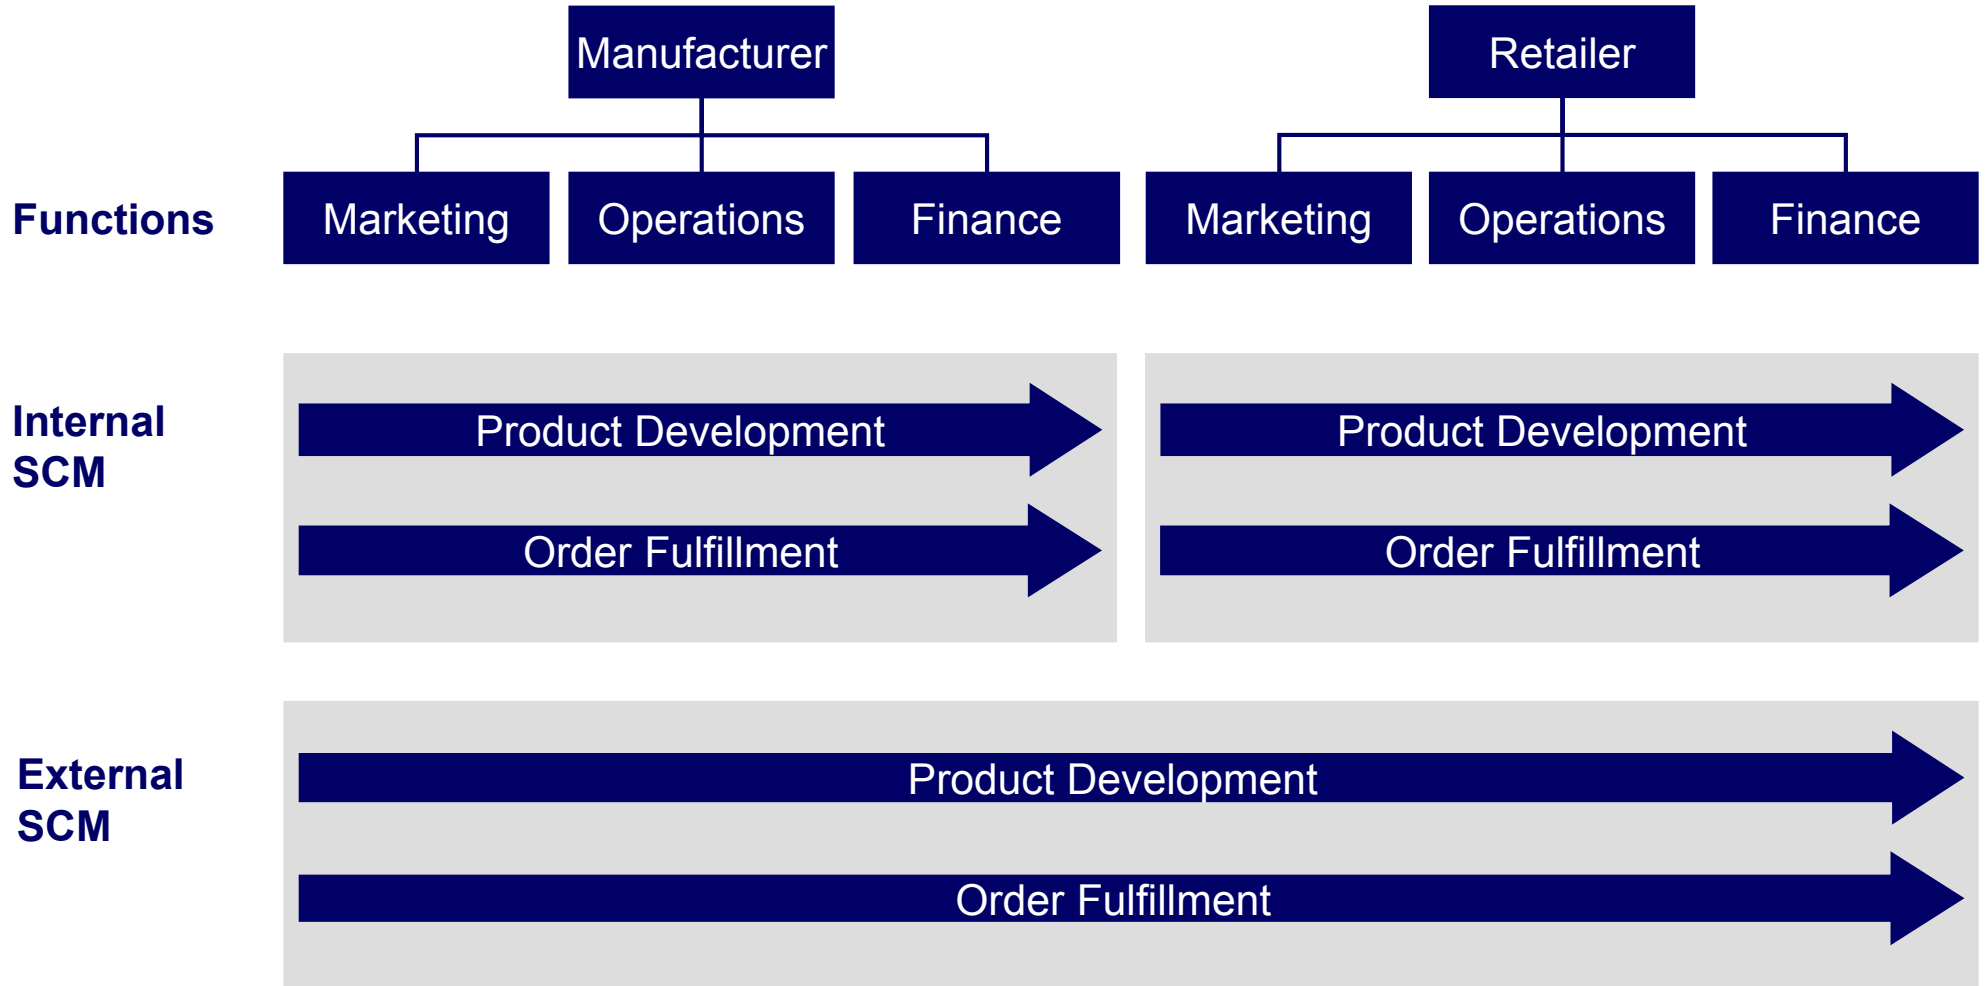 Manufacturer
Retailer
Functions
Marketing
Operations
Finance
Marketing
Operations
Finance
Internal
SCM
Product Development
Product Development
Order Fulfillment
Order Fulfillment
External
SCM
Product Development
Order Fulfillment